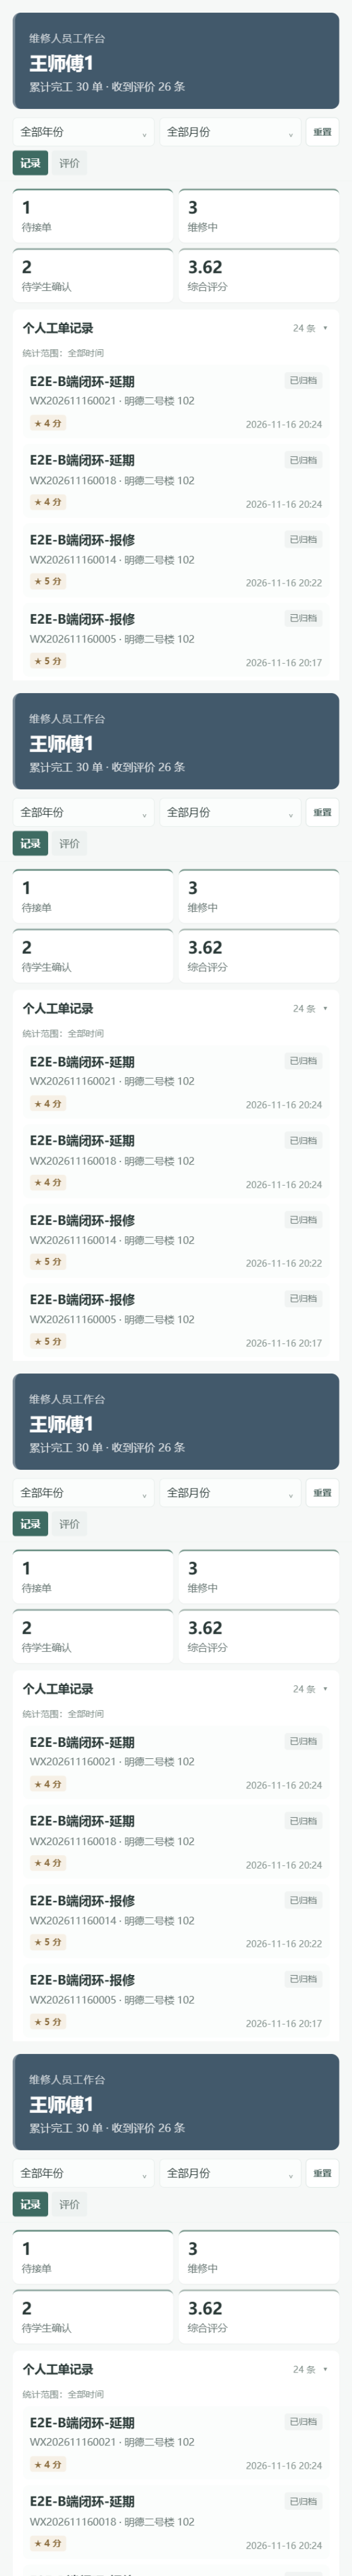 维修人员工作台
王师傅1
累计完工 30 单 · 收到评价 26 条
全部年份 全部月份 重置
记录 评价
1 3
待接单 维修中
2 3.62
待学生确认 综合评分
个人工单记录 24 条
统计范围：全部时间
E2E-B端闭环-延期 已归档
WX202611160021 · 明德二号楼 102
★ 4 分 2026-11-16 20:24
E2E-B端闭环-延期 已归档
WX202611160018 · 明德二号楼 102
★ 4 分 2026-11-16 20:24
E2E-B端闭环-报修 已归档
WX202611160014 · 明德二号楼 102
★ 5 分 2026-11-16 20:22
E2E-B端闭环-报修 已归档
WX202611160005 · 明德二号楼 102
★ 5 分 2026-11-16 20:17
维修人员工作台
王师傅1
累计完工 30 单 · 收到评价 26 条
全部年份 全部月份 重置
记录 评价
1 3
待接单 维修中
2 3.62
待学生确认 综合评分
个人工单记录 24 条
统计范围：全部时间
E2E-B端闭环-延期 已归档
WX202611160021 · 明德二号楼 102
★ 4 分 2026-11-16 20:24
E2E-B端闭环-延期 已归档
WX202611160018 · 明德二号楼 102
★ 4 分 2026-11-16 20:24
E2E-B端闭环-报修 已归档
WX202611160014 · 明德二号楼 102
★ 5 分 2026-11-16 20:22
E2E-B端闭环-报修 已归档
WX202611160005 · 明德二号楼 102
★ 5 分 2026-11-16 20:17
维修人员工作台
王师傅1
累计完工 30 单 · 收到评价 26 条
全部年份 全部月份 重置
记录 评价
1 3
待接单 维修中
2 3.62
待学生确认 综合评分
个人工单记录 24 条
统计范围：全部时间
E2E-B端闭环-延期 已归档
WX202611160021 · 明德二号楼 102
★ 4 分 2026-11-16 20:24
E2E-B端闭环-延期 已归档
WX202611160018 · 明德二号楼 102
★ 4 分 2026-11-16 20:24
E2E-B端闭环-报修 已归档
WX202611160014 · 明德二号楼 102
★ 5 分 2026-11-16 20:22
E2E-B端闭环-报修 已归档
WX202611160005 · 明德二号楼 102
★ 5 分 2026-11-16 20:17
维修人员工作台
王师傅1
累计完工 30 单 · 收到评价 26 条
全部年份 全部月份 重置
记录 评价
1 3
待接单 维修中
2 3.62
待学生确认 综合评分
个人工单记录 24 条
统计范围：全部时间
E2E-B端闭环-延期 已归档
WX202611160021 · 明德二号楼 102
★ 4 分 2026-11-16 20:24
E2E-B端闭环-延期 已归档
WX202611160018 · 明德二号楼 102
★ 4 分 2026-11-16 20:24